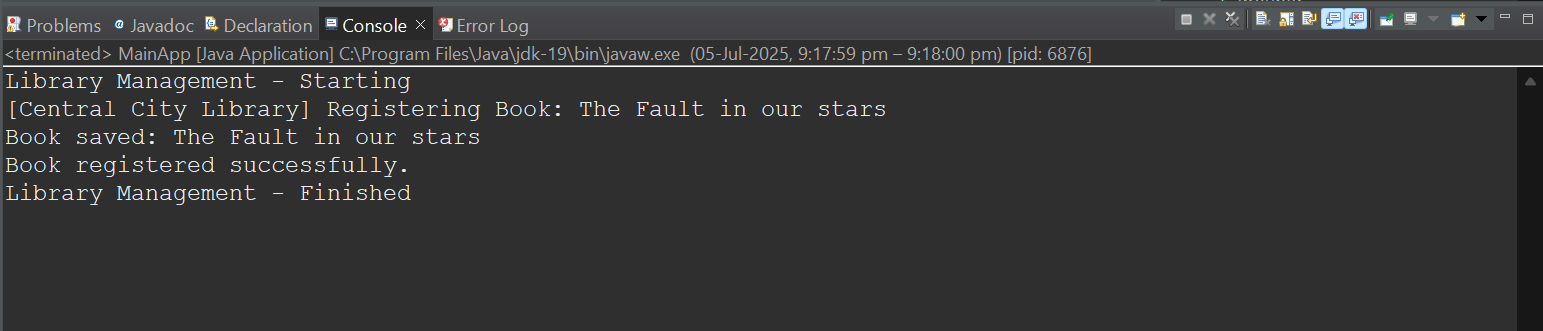 Problems @ Javadoc Declaration Console Error Log
<terminated> MainApp [Java Application] C:\Program Files\Java\jdk-19\bin\javaw.exe (05-Jul-2025, 9:17:59 pm – 9:18:00 pm) [pid: 6876]
Library Management - Starting
[Central City Library] Registering Book: The Fault in our stars
Book saved: The Fault in our stars
Book registered successfully.
Library Management - Finished